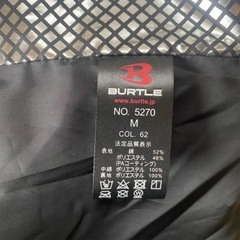 BURTLE
www.burtle.jp
NO. 5270
M
COL. 62
法定品質表示
表地 綿 52%
ポリエステル 48%
(PAコーティング)
中綿 ポリエステル 100%
裏地 ポリエステル 100%